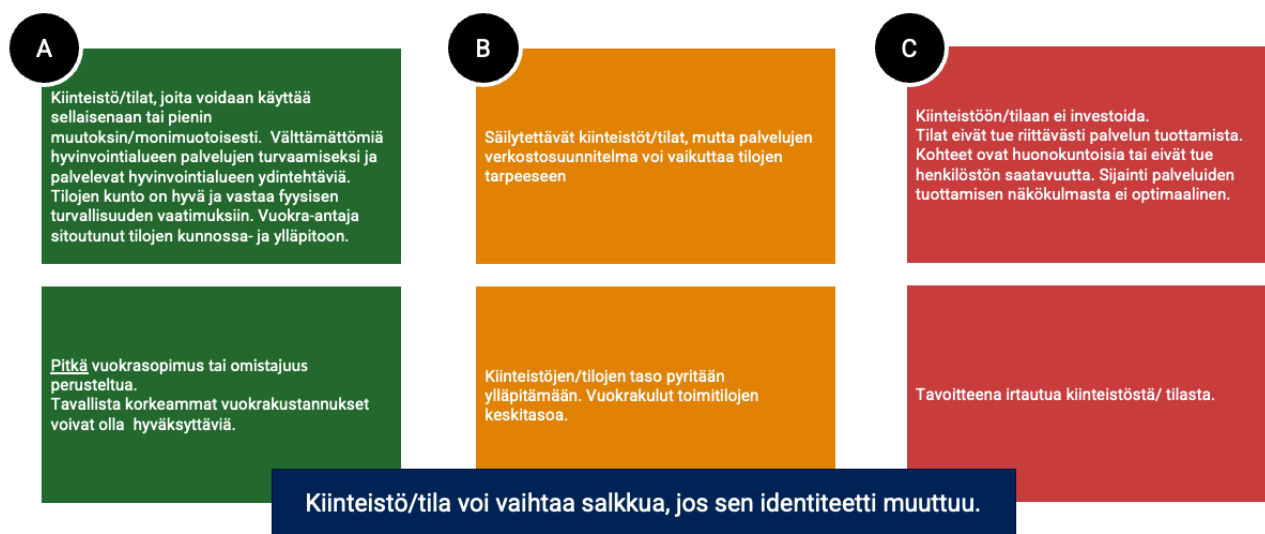 A
Kiinteistö/tilat, joita voidaan käyttää
sellaisenaan tai pienin
muutoksin/monimuotoisesti.  Välttämättömiä
hyvinvointialueen palvelujen turvaamiseksi ja
palvelevat hyvinvointialueen ydintehtäviä.
Tilojen kunto on hyvä ja vastaa fyysisen
turvallisuuden vaatimuksiin. Vuokra-antaja
sitoutunut tilojen kunnossa- ja ylläpitoon.
Pitkä vuokrasopimus tai omistajuus
perusteltua.
Tavallista korkeammat vuokrakustannukset
voivat olla  hyväksyttäviä.
B
Säilytettävät kiinteistöt/tilat, mutta palvelujen
verkostosuunnitelma voi vaikuttaa tilojen
tarpeeseen
Kiinteistöjen/tilojen taso pyritään
ylläpitämään. Vuokrakulut toimitilojen
keskitasoa.
C
Kiinteistöön/tilaan ei investoida.
Tilat eivät tue riittävästi palvelun tuottamista.
Kohteet ovat huonokuntoisia tai eivät tue
henkilöstön saatavuutta. Sijainti palveluiden
tuottamisen näkökulmasta ei optimaalinen.
Tavoitteena irtautua kiinteistöstä/ tilasta.
Kiinteistö/tila voi vaihtaa salkkua, jos sen identiteetti muuttuu.